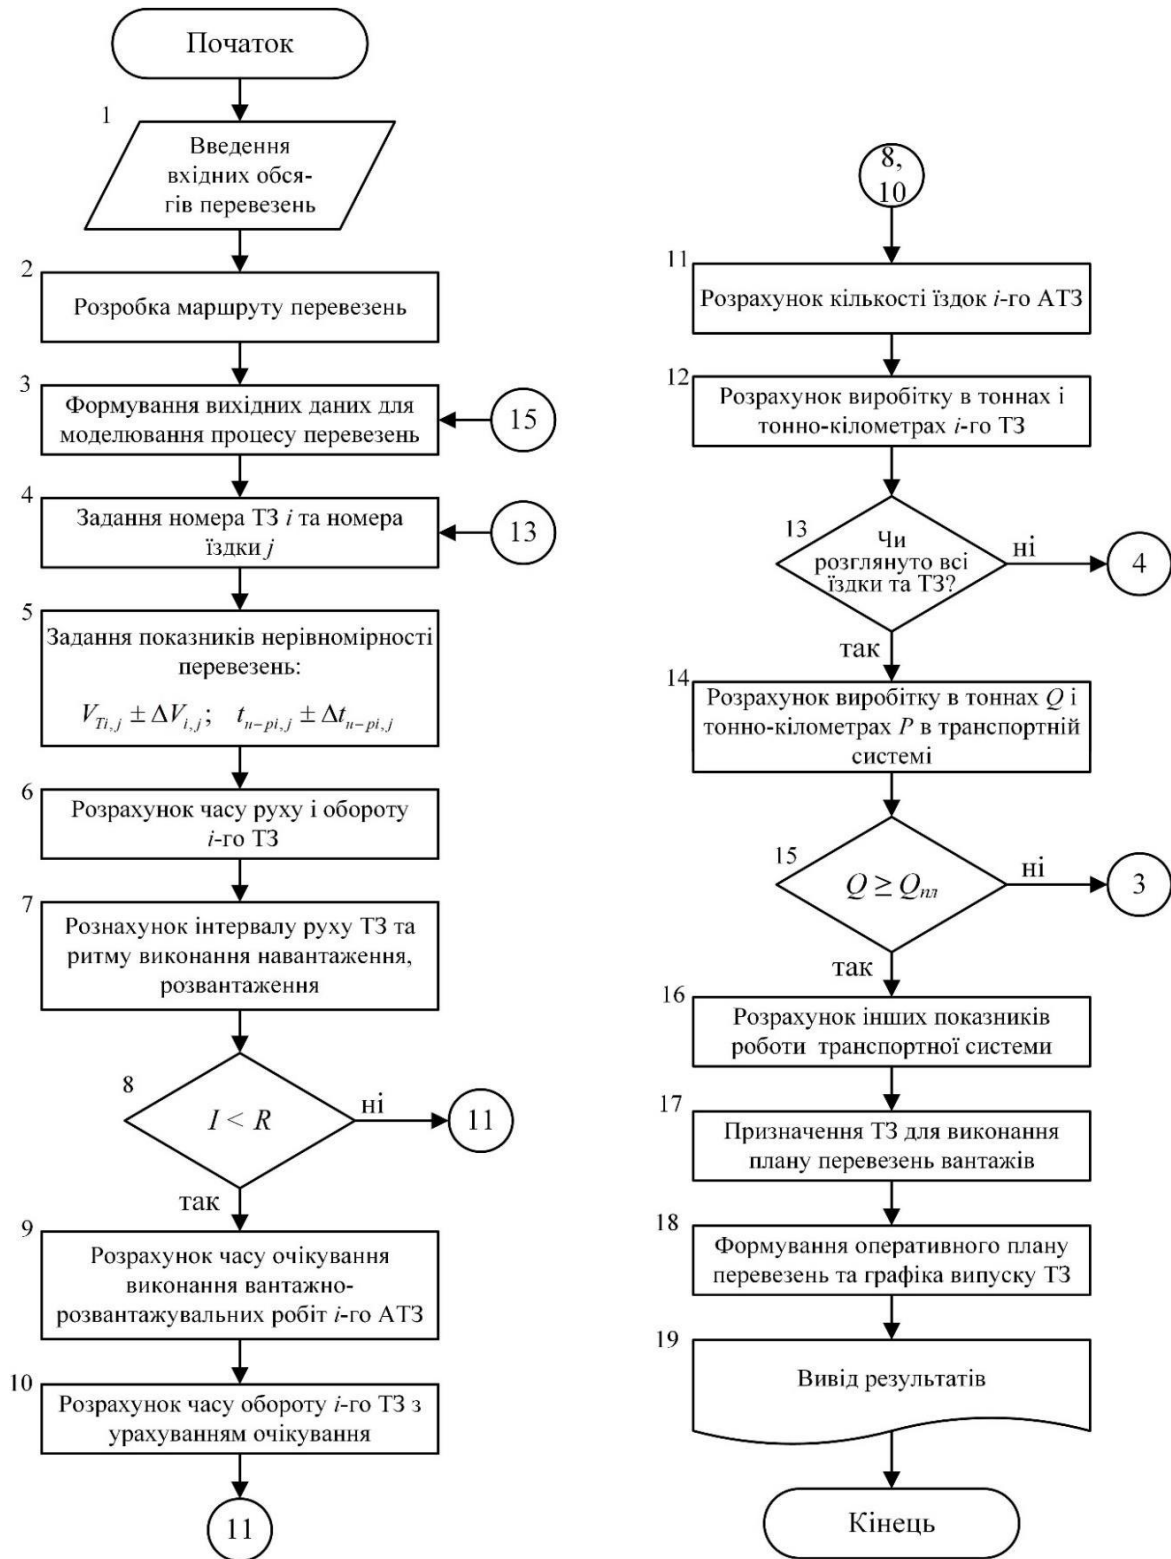 Початок
1
Введення
вхідних обся-
гів перевезень
2
Розробка маршруту перевезень
3
Формування вихідних даних для
моделювання процесу перевезень
15
4
Задання номера ТЗ i та номера
їздки j
13
5
Задання показників нерівномірності
перевезень:
V_{Ti,j} ± ΔV_{i,j}; t_{н-рi,j} ± Δt_{н-рi,j}
6
Розрахунок часу руху і обороту
i-го ТЗ
7
Рознахунок інтервалу руху ТЗ та
ритму виконання навантаження,
розвантаження
8
I < R
ні
11
так
9
Розрахунок часу очікування
виконання вантажно-
розвантажувальних робіт i-го АТЗ
10
Розрахунок часу обороту i-го ТЗ з
урахуванням очікування
11
8,
10
11
Розрахунок кількості їздок i-го АТЗ
12
Розрахунок виробітку в тоннах і
тонно-кілометрах i-го ТЗ
13
Чи
розглянуто всі
їздки та ТЗ?
ні
4
так
14
Розрахунок виробітку в тоннах Q і
тонно-кілометрах P в транспортній
системі
15
Q ≥ Q_{пл}
ні
3
так
16
Розрахунок інших показників
роботи транспортної системи
17
Призначення ТЗ для виконання
плану перевезень вантажів
18
Формування оперативного плану
перевезень та графіка випуску ТЗ
19
Вивід результатів
Кінець